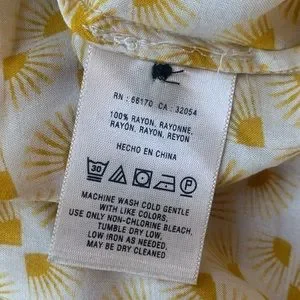 RN : 66170 CA : 32054
100% RAYON, RAYONNE,
RAYÓN, RAYON, REYON
HECHO EN CHINA
30
P
MACHINE WASH COLD GENTLE
WITH LIKE COLORS.
USE ONLY NON-CHLORINE BLEACH,
TUMBLE DRY LOW,
LOW IRON AS NEEDED,
MAY BE DRY CLEANED